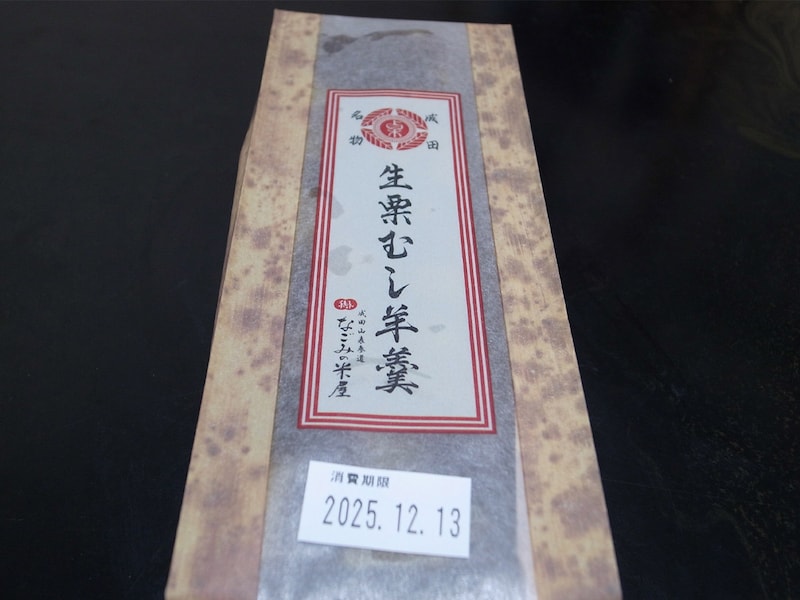 成田
名物
生栗むし羊羹
成田山表参道
なごみの米屋
消費期限
2025.12.13